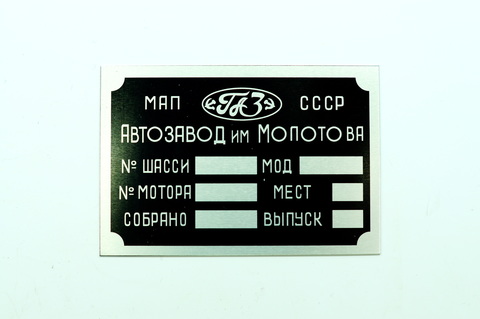 МАП ГАЗ СССР
АВТОЗАВОД ИМ МОЛОТОВА
№ ШАССИ МОД
№ МОТОРА МЕСТ
СОБРАНО ВЫПУСК